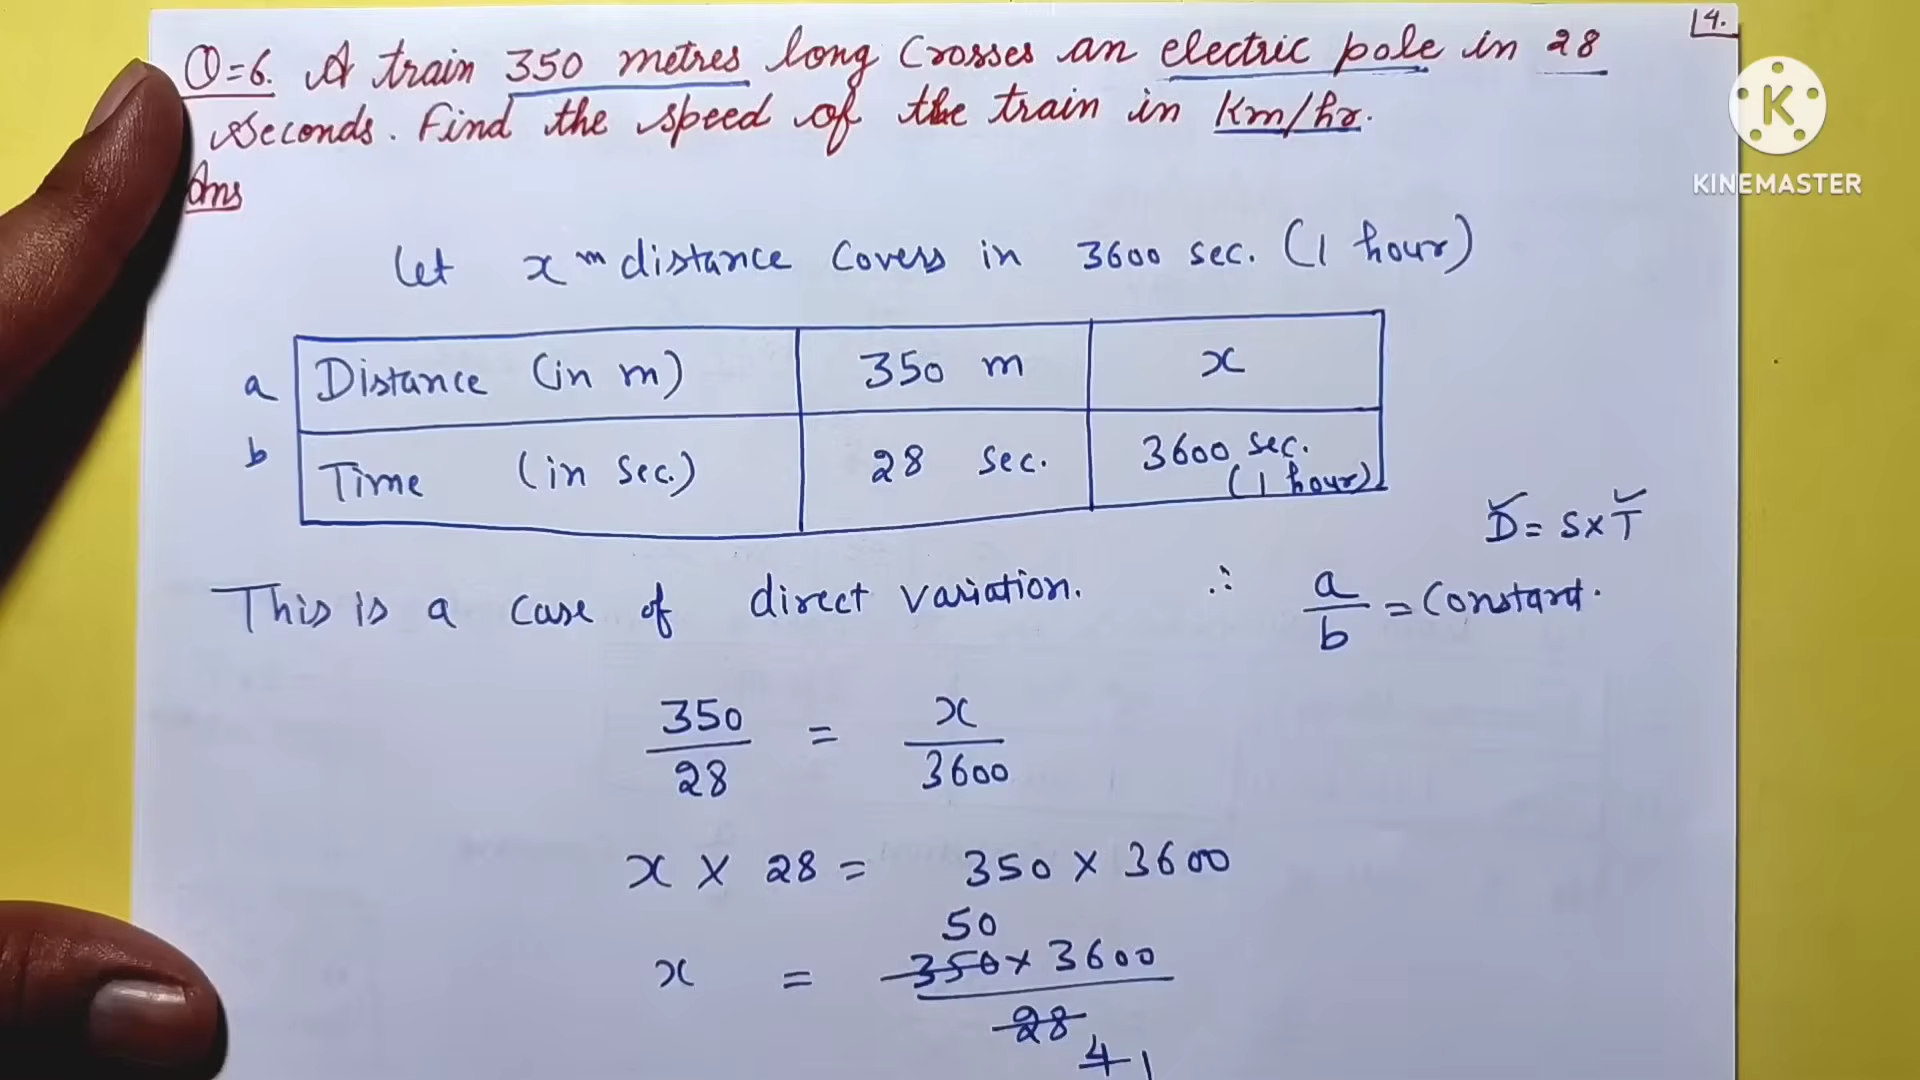 14.
Q=6. A train 350 metres long Crosses an electric pole in 28
seconds. Find the speed of the train in Km/hr.
Ans
KINEMASTER
Let x m distance Covers in 3600 sec. (1 hour)
a Distance (in m) 350 m x
b Time (in sec.) 28 sec. 3600 sec. (1 hour)
D = S × T
This is a case of direct variation. ∴ a/b = Constant.
350/28 = x/3600
x × 28 = 350 × 3600
50
x = 350 × 3600 / 28
4 1